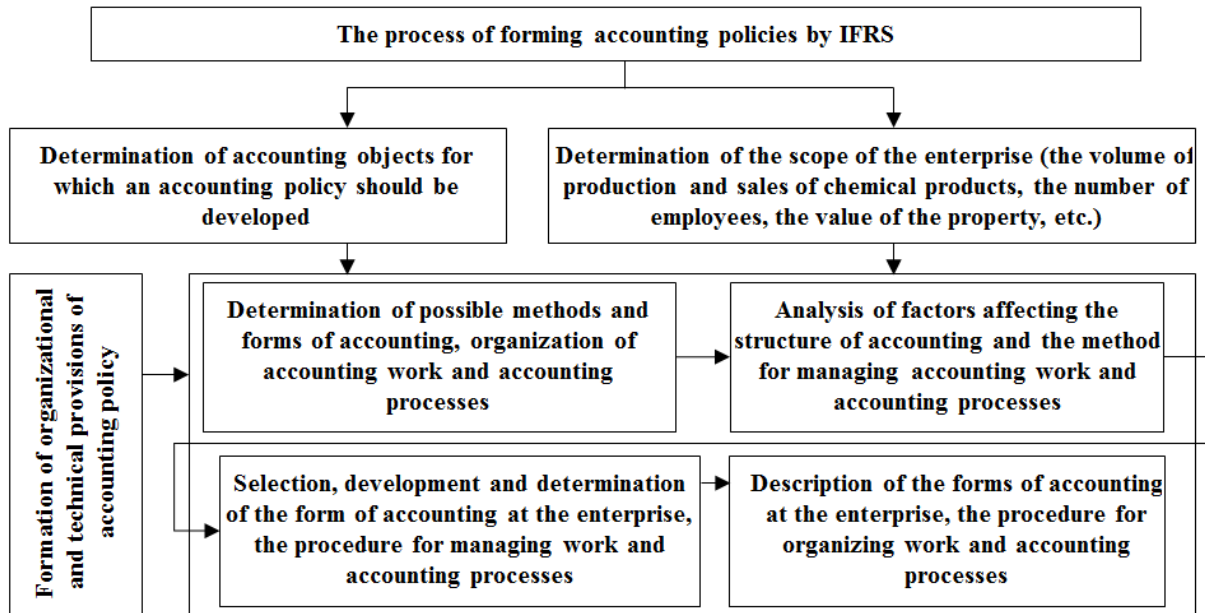 The process of forming accounting policies by IFRS
Determination of accounting objects for
which an accounting policy should be
developed
Determination of the scope of the enterprise (the volume of
production and sales of chemical products, the number of
employees, the value of the property, etc.)
Formation of organizational
and technical provisions of
accounting policy
Determination of possible methods and
forms of accounting, organization of
accounting work and accounting
processes
Analysis of factors affecting the
structure of accounting and the method
for managing accounting work and
accounting processes
Selection, development and determination
of the form of accounting at the enterprise,
the procedure for managing work and
accounting processes
Description of the forms of accounting
at the enterprise, the procedure for
organizing work and accounting
processes